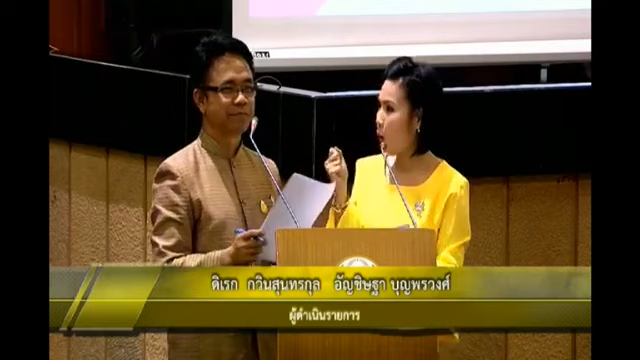 ดิเรก กวินสุนทรกุล อัญชิษฐา บุญพรวงศ์
ผู้ดำเนินรายการ